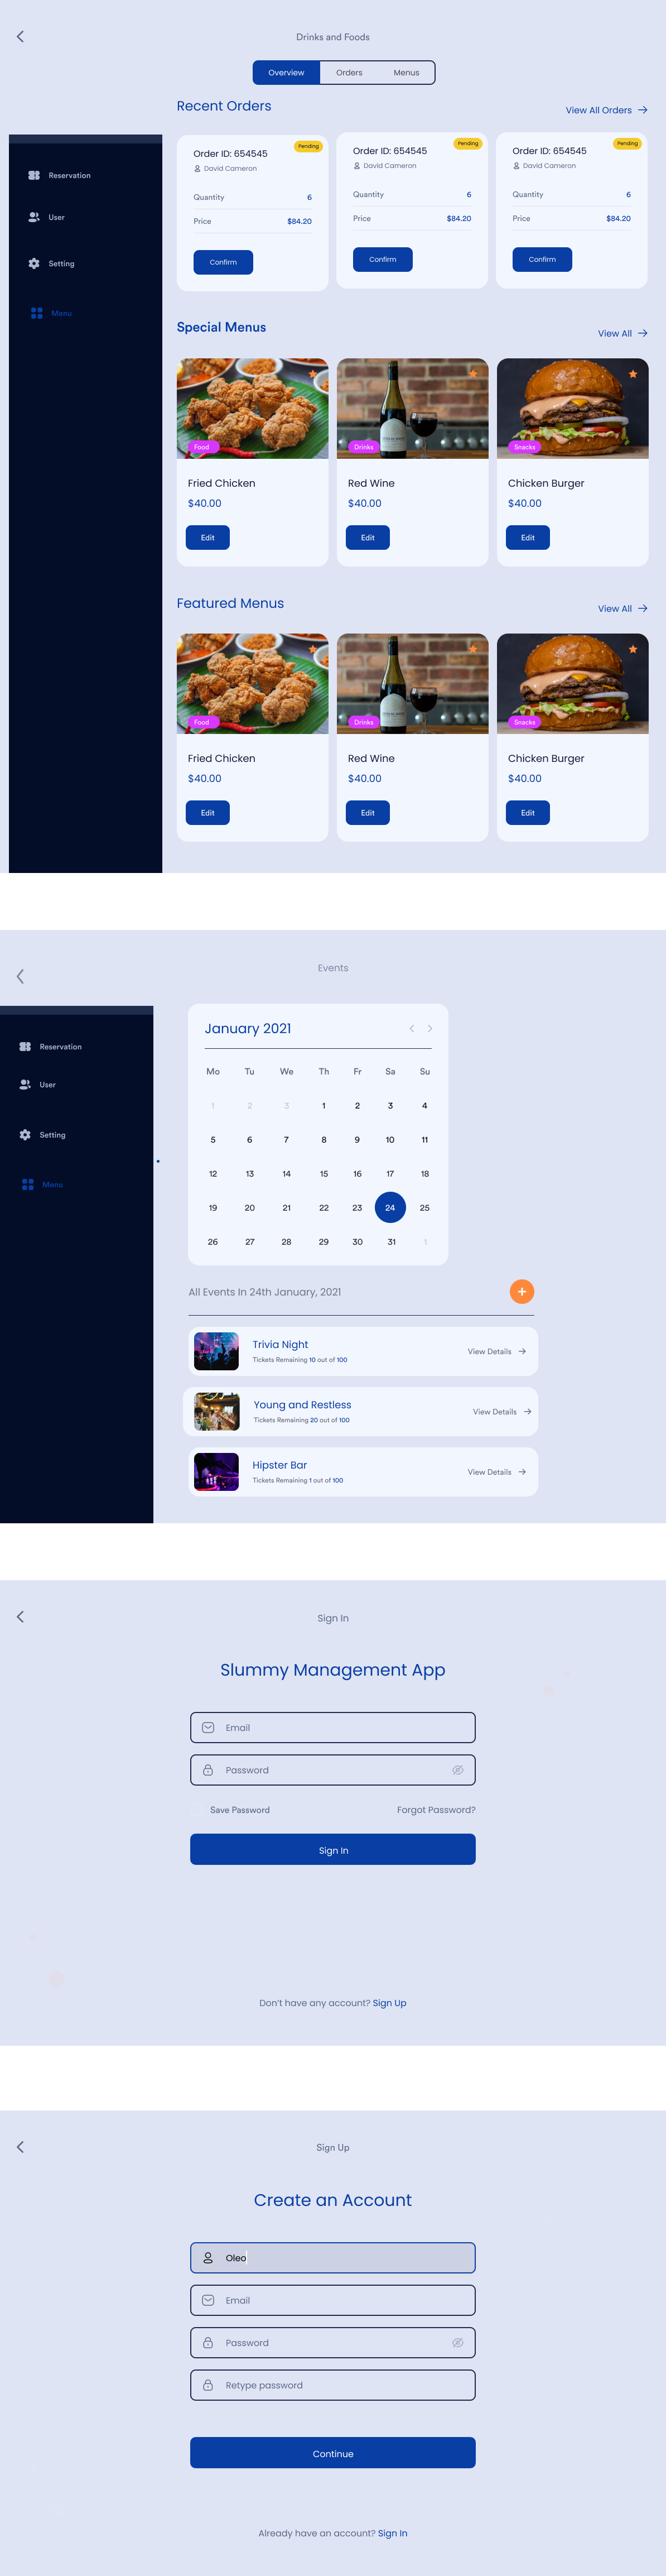 Drinks and Foods
Overview Orders Menus
Recent Orders
View All Orders
Reservation
User
Setting
Menu
Pending
Order ID: 654545
David Cameron
Quantity 6
Price $84.20
Confirm
Pending
Order ID: 654545
David Cameron
Quantity 6
Price $84.20
Confirm
Pending
Order ID: 654545
David Cameron
Quantity 6
Price $84.20
Confirm
Special Menus
View All
Food
Fried Chicken
$40.00
Edit
Drinks
Red Wine
$40.00
Edit
Snacks
Chicken Burger
$40.00
Edit
Featured Menus
View All
Food
Fried Chicken
$40.00
Edit
Drinks
Red Wine
$40.00
Edit
Snacks
Chicken Burger
$40.00
Edit
Events
Reservation
User
Setting
Menu
January 2021
Mo Tu We Th Fr Sa Su
1 2 3 1 2 3 4
5 6 7 8 9 10 11
12 13 14 15 16 17 18
19 20 21 22 23 24 25
26 27 28 29 30 31 1
All Events In 24th January, 2021
Trivia Night
Tickets Remaining 10 out of 100
View Details
Young and Restless
Tickets Remaining 20 out of 100
View Details
Hipster Bar
Tickets Remaining 1 out of 100
View Details
Sign In
Slummy Management App
Email
Password
Save Password
Forgot Password?
Sign In
Don't have any account? Sign Up
Sign Up
Create an Account
Oleo
Email
Password
Retype password
Continue
Already have an account? Sign In